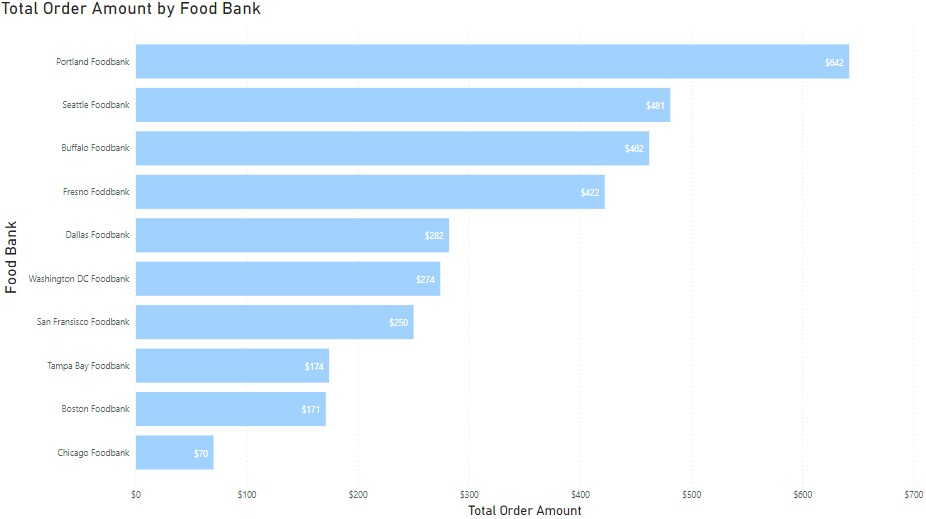 Total Order Amount by Food Bank
Food Bank
Portland Foodbank $642
Seattle Foodbank $481
Buffalo Foodbank $462
Fresno Foddbank $422
Dallas Foodbank $282
Washington DC Foodbank $274
San Fransisco Foodbank $250
Tampa Bay Foodbank $174
Boston Foodbank $171
Chicago Foodbank $70
$0 $100 $200 $300 $400 $500 $600 $700
Total Order Amount